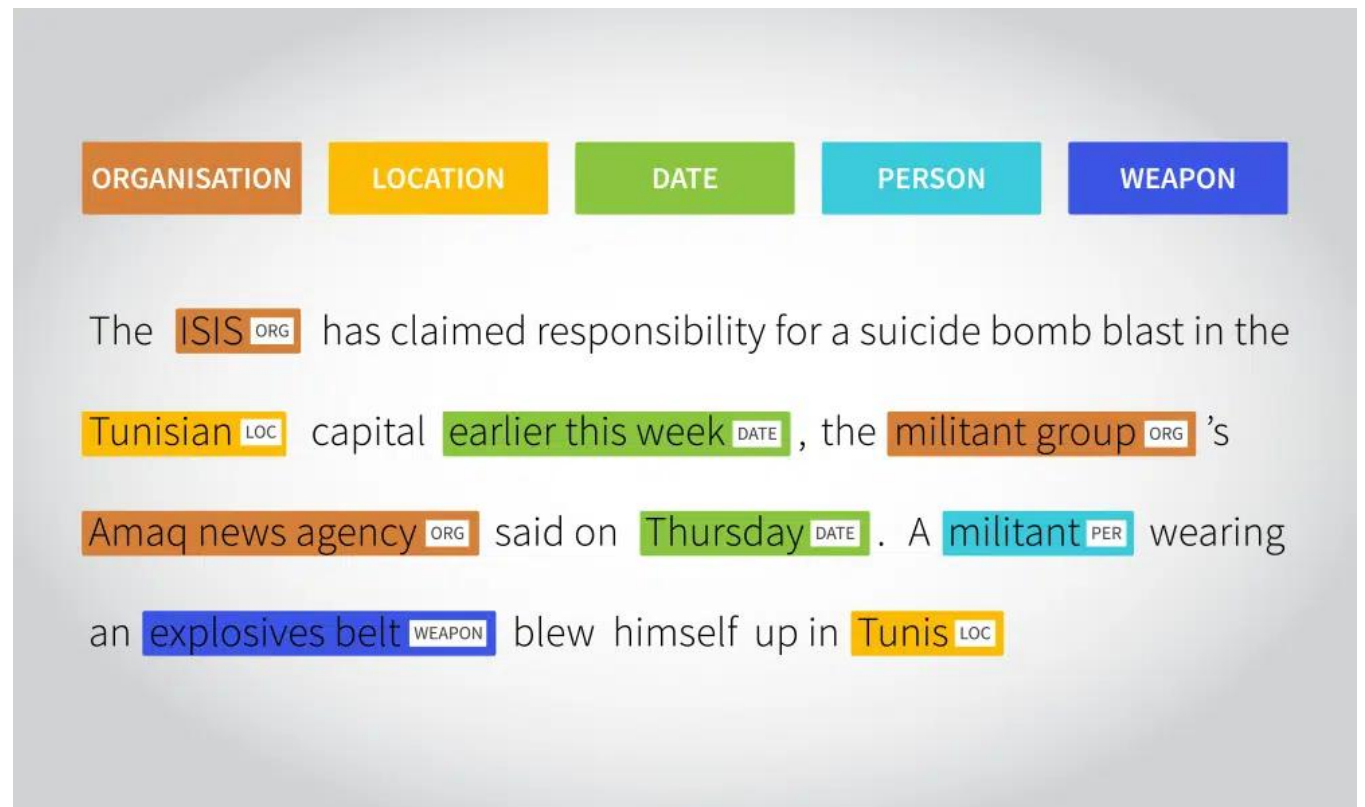 ORGANISATION LOCATION DATE PERSON WEAPON
The ISIS ORG has claimed responsibility for a suicide bomb blast in the
Tunisian LOC capital earlier this week DATE , the militant group ORG ’s
Amaq news agency ORG said on Thursday DATE . A militant PER wearing
an explosives belt WEAPON blew himself up in Tunis LOC